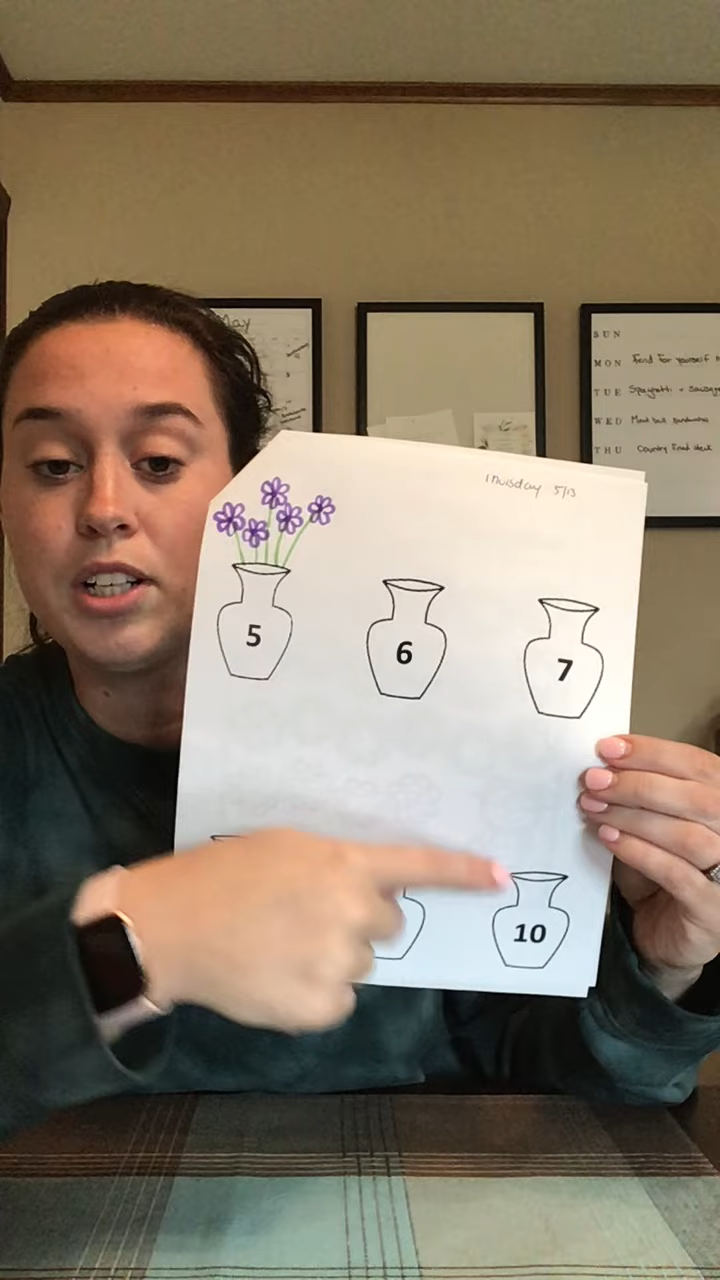 May
SUN
MON Fend for yourself
TUE Spaghetti + Sausage
WED Meat ball sandwiches
THU Country Fried steak
Thursday 5/13
5 6 7
10